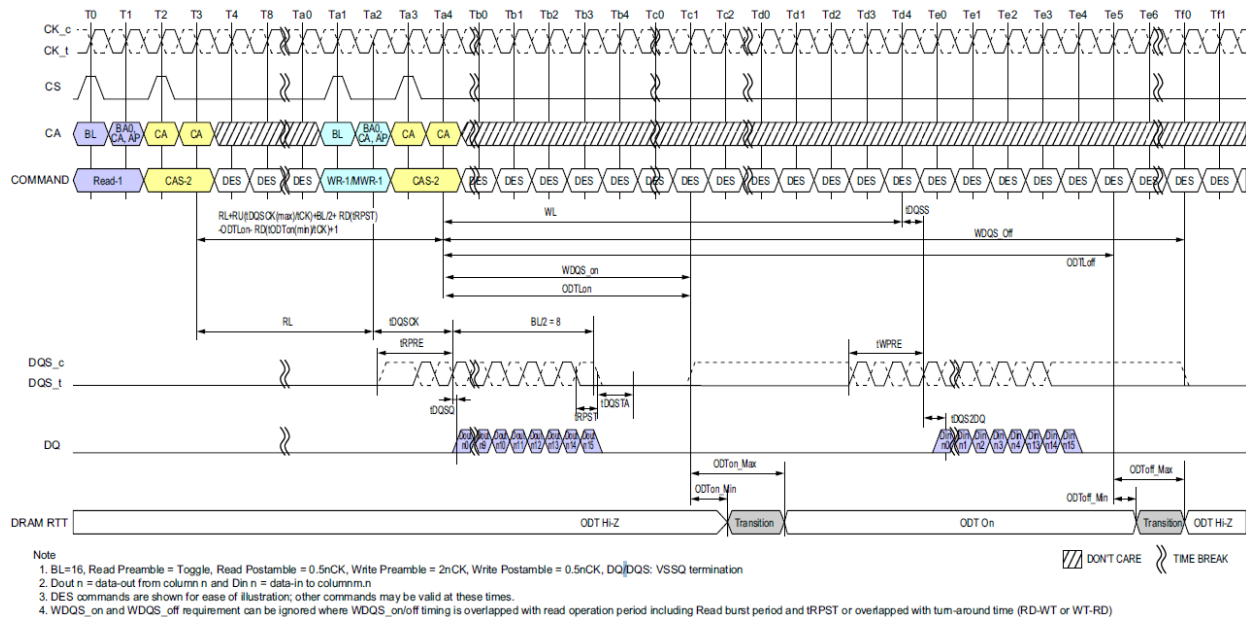 T0 T1 T2 T3 T4 T8 Ta0 Ta1 Ta2 Ta3 Ta4 Tb0 Tb1 Tb2 Tb3 Tb4 Tc0 Tc1 Tc2 Td0 Td1 Td2 Td3 Td4 Te0 Te1 Te2 Te3 Te4 Te5 Te6 Tf0 Tf1
CK_c
CK_t
CS
CA BL BA0, CA, AP CA CA BL BA0, CA, AP CA CA
COMMAND Read-1 CAS-2 DES DES DES WR-1/MWR-1 CAS-2 DES DES DES DES DES DES DES DES DES DES DES DES DES DES DES DES DES DES DES DES DES DES
RL+RU(tDQSCK(max)/tCK)+BL/2+ RD(tRPST)
-ODTLon- RD(tODTon(min)/tCK)+1
WL tDQSS
WDQS_Off
ODTLoff
WDQS_on
ODTLon
RL tDQSCK BL/2 = 8
tRPRE tWPRE
DQS_c
DQS_t
tDQSQ tRPST tDQSTA tDQS2DQ
DQ Dout n0 Dout n9 Dout n10 Dout n11 Dout n12 Dout n13 Dout n14 Dout n15 Din n0 Din n1 Din n2 Din n3 Din n4 Din n13 Din n14 Din n15
ODTon_Max ODToff_Max
ODTon_Min ODToff_Min
DRAM RTT ODT Hi-Z Transition ODT On Transition ODT Hi-Z
DON'T CARE TIME BREAK
Note
1. BL=16, Read Preamble = Toggle, Read Postamble = 0.5nCK, Write Preamble = 2nCK, Write Postamble = 0.5nCK, DQ/DQS: VSSQ termination
2. Dout n = data-out from column n and Din n = data-in to columnm.n
3. DES commands are shown for ease of illustration; other commands may be valid at these times.
4. WDQS_on and WDQS_off requirement can be ignored where WDQS_on/off timing is overlapped with read operation period including Read burst period and tRPST or overlapped with turn-around time (RD-WT or WT-RD)